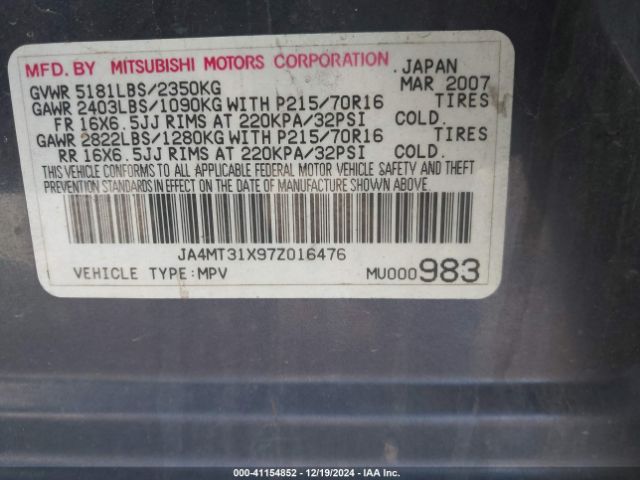 MFD. BY MITSUBISHI MOTORS CORPORATION. JAPAN
GVWR 5181LBS/2350KG MAR 2007
GAWR 2403LBS/1090KG WITH P215/70R16 TIRES
FR 16X6.5JJ RIMS AT 220KPA/32PSI COLD.
GAWR 2822LBS/1280KG WITH P215/70R16 TIRES
RR 16X6.5JJ RIMS AT 220KPA/32PSI COLD.
THIS VEHICLE CONFORMS TO ALL APPLICABLE FEDERAL MOTOR VEHICLE SAFETY AND THEFT
PREVENTION STANDARDS IN EFFECT ON THE DATE OF MANUFACTURE SHOWN ABOVE.
JA4MT31X97Z016476
VEHICLE TYPE:MPV MU000983
000-41154852 - 12/19/2024 - IAAI.COM